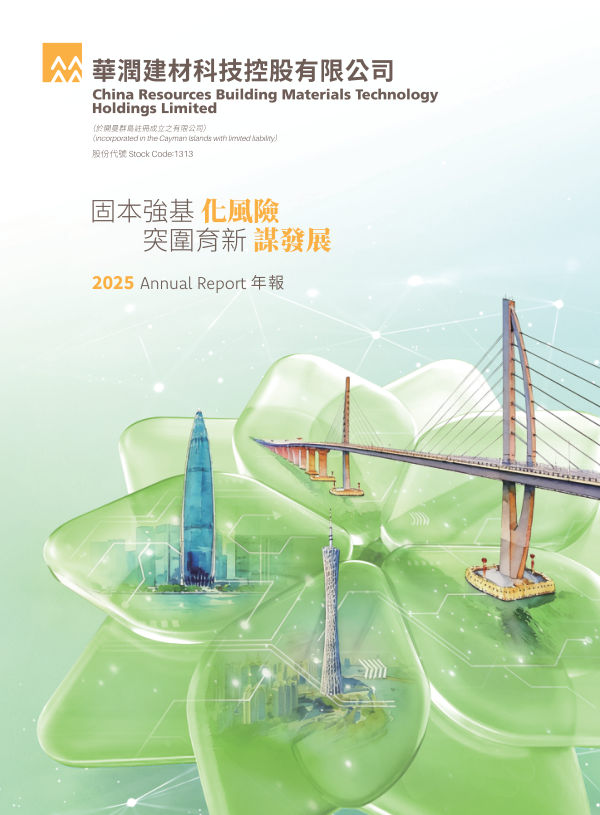 華潤建材科技控股有限公司
China Resources Building Materials Technology
Holdings Limited
（於開曼群島註冊成立之有限公司）
(incorporated in the Cayman Islands with limited liability)
股份代號 Stock Code:1313
固本強基 化風險
突圍育新 謀發展
2025 Annual Report 年報